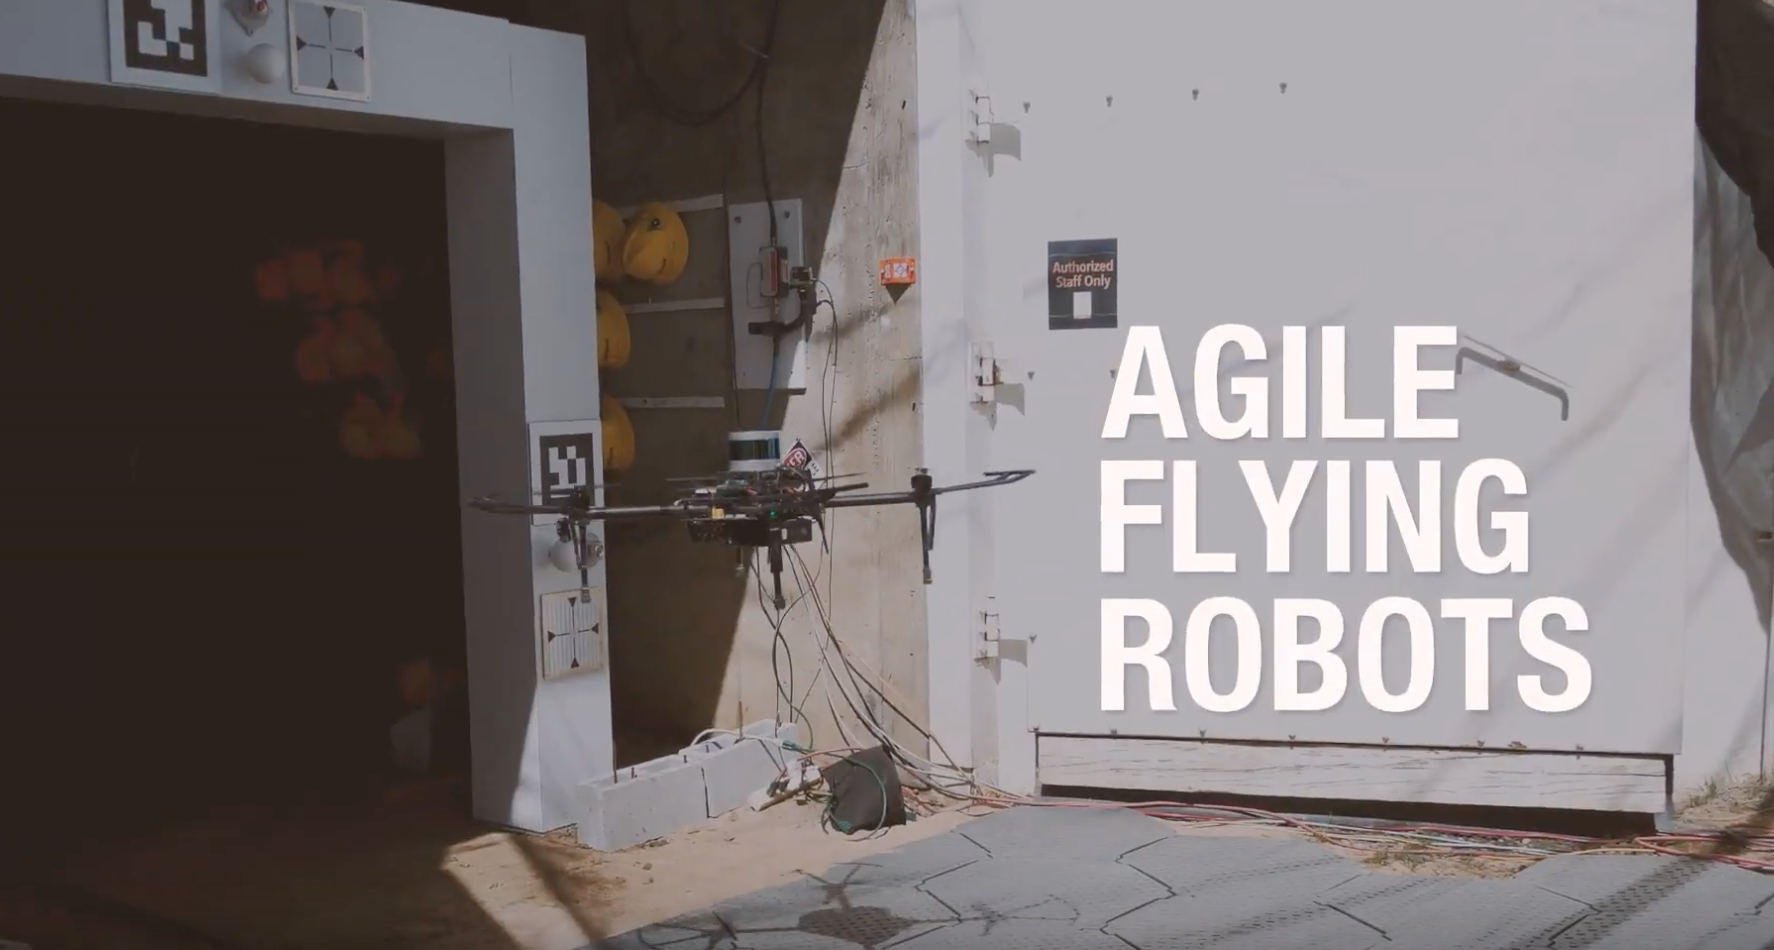 Authorized
Staff Only
AGILE
FLYING
ROBOTS